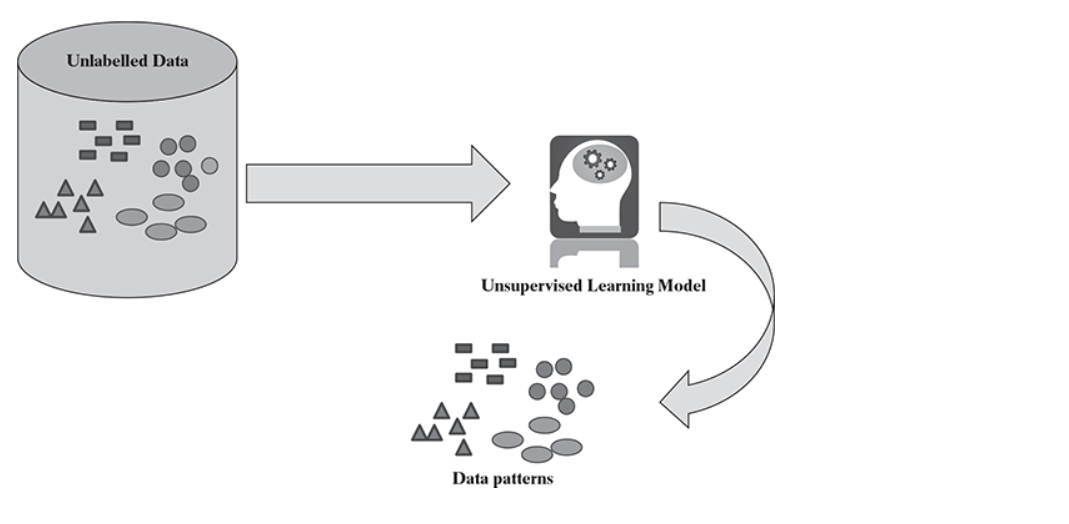 Unlabelled Data
Unsupervised Learning Model
Data patterns